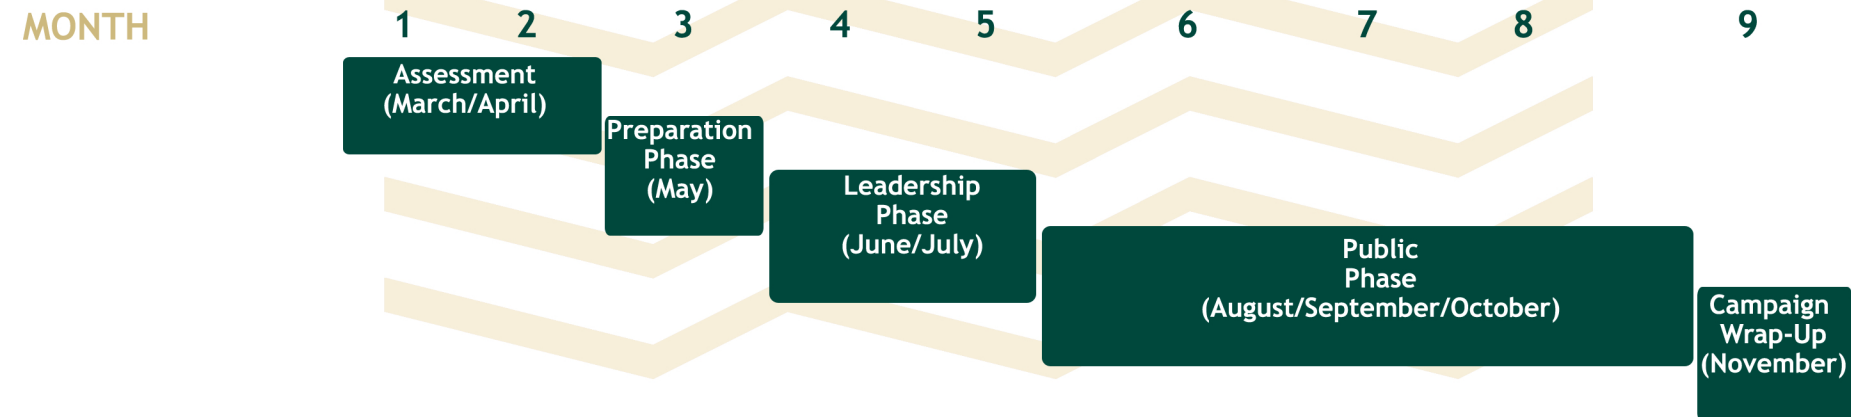 MONTH 1 2 3 4 5 6 7 8 9
Assessment
(March/April)
Preparation
Phase
(May)
Leadership
Phase
(June/July)
Public
Phase
(August/September/October)
Campaign
Wrap-Up
(November)